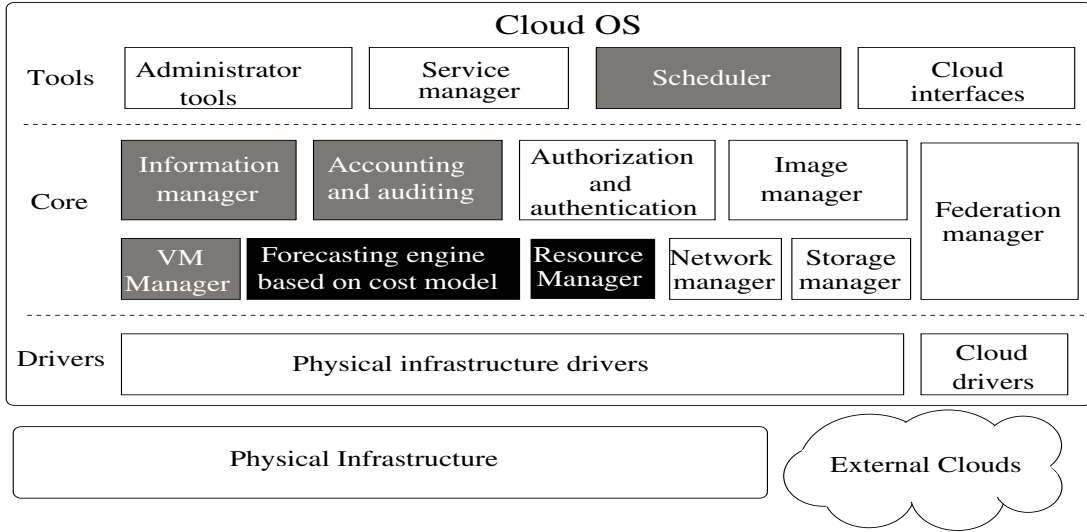 Cloud OS
Tools
Administrator
tools
Service
manager
Scheduler
Cloud
interfaces
Core
Information
manager
Accounting
and auditing
Authorization
and
authentication
Image
manager
Federation
manager
VM
Manager
Forecasting engine
based on cost model
Resource
Manager
Network
manager
Storage
manager
Drivers
Physical infrastructure drivers
Cloud
drivers
Physical Infrastructure
External Clouds